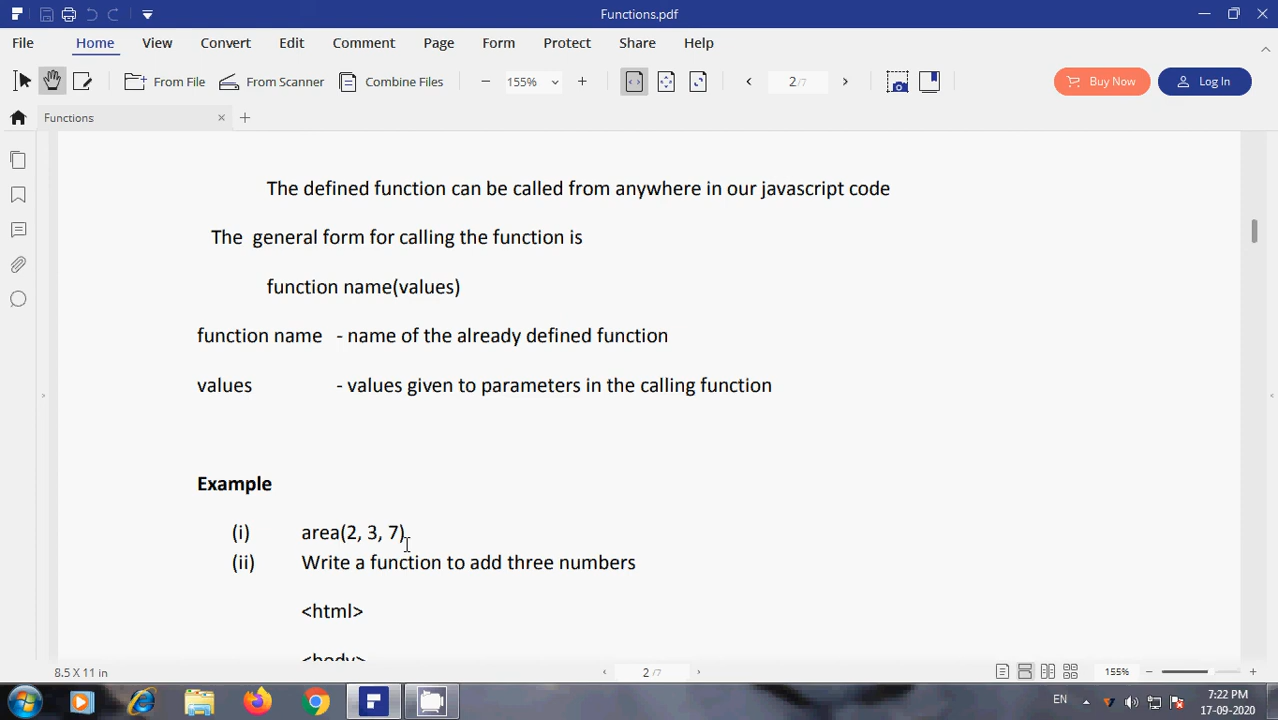 Functions.pdf
File Home View Convert Edit Comment Page Form Protect Share Help
From File From Scanner Combine Files 155% 2/7 Buy Now Log In
Functions
The defined function can be called from anywhere in our javascript code
The general form for calling the function is
function name(values)
function name - name of the already defined function
values - values given to parameters in the calling function
Example
(i) area(2, 3, 7)
(ii) Write a function to add three numbers
<html>
<body>
8.5 X 11 in 2/7 155%
EN 7:22 PM
17-09-2020